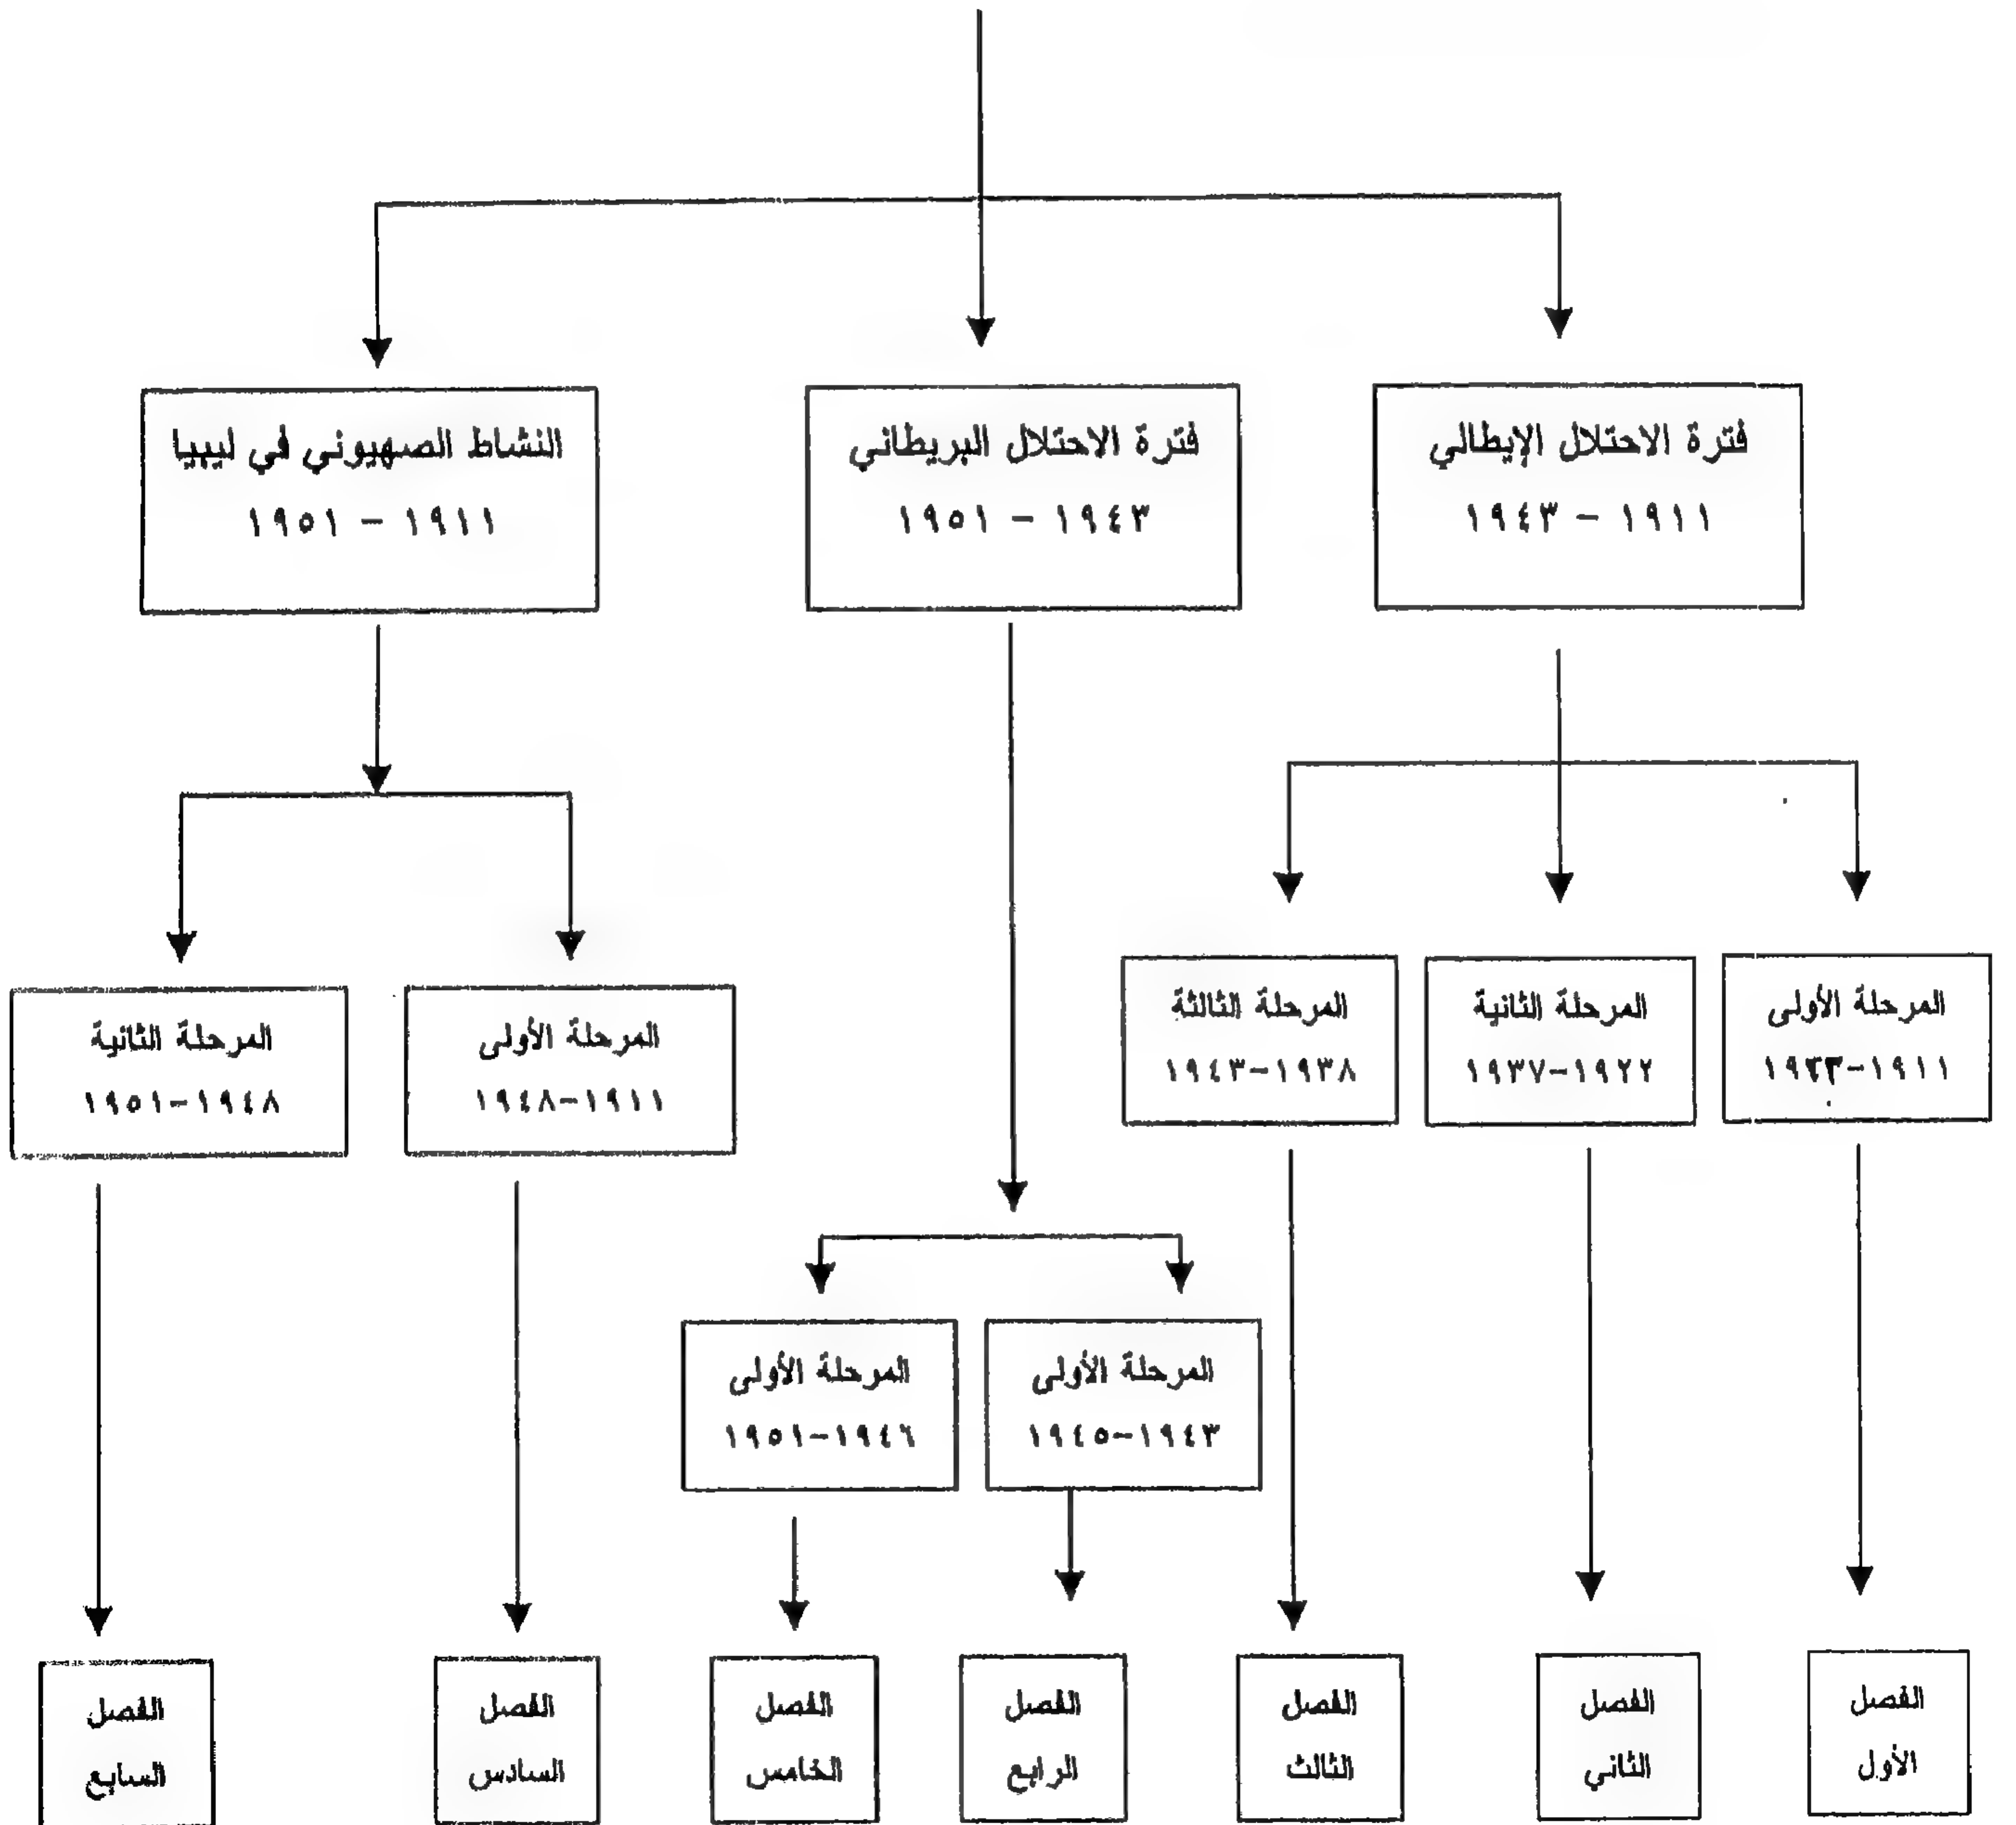 فترة الاحتلال الإيطالي
١٩١١ – ١٩٤٣
فترة الاحتلال البريطاني
١٩٤٣ – ١٩٥١
النشاط الصهيوني في ليبيا
١٩١١ – ١٩٥١
المرحلة الأولى
المرحلة الثانية
١٩٢٢–١٩٣٧
المرحلة الثالثة
١٩٣٨–١٩٤٣
المرحلة الأولى
١٩١١–١٩٤٨
المرحلة الثانية
١٩٤٨–١٩٥١
المرحلة الأولى
١٩٤٣–١٩٤٥
المرحلة الأولى
١٩٤٦–١٩٥١
الفصل
الأول
الفصل
الثاني
الفصل
الثالث
الفصل
الرابع
الفصل
الخامس
الفصل
السادس
الفصل
السابع